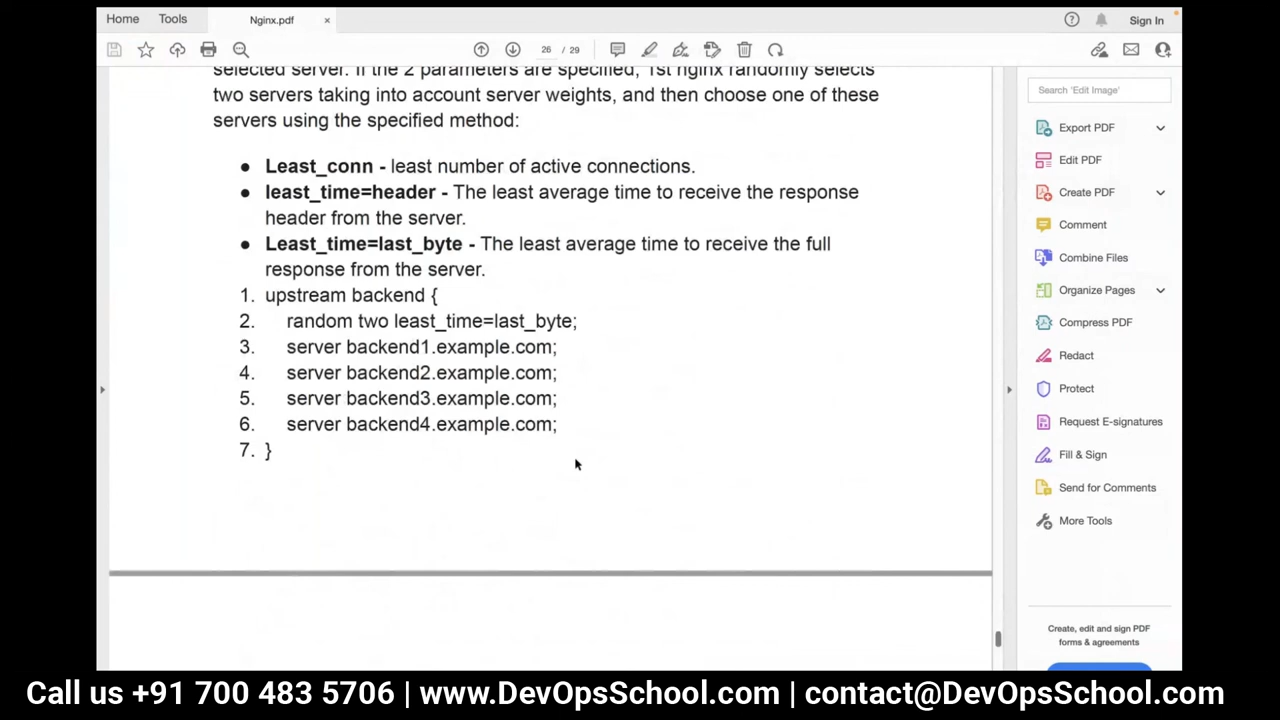 Home Tools Nginx.pdf × ? Sign In
26 / 29
selected server. If the 2 parameters are specified, 1st nginx randomly selects
two servers taking into account server weights, and then choose one of these
servers using the specified method:
● Least_conn - least number of active connections.
● least_time=header - The least average time to receive the response
header from the server.
● Least_time=last_byte - The least average time to receive the full
response from the server.
1. upstream backend {
2. random two least_time=last_byte;
3. server backend1.example.com;
4. server backend2.example.com;
5. server backend3.example.com;
6. server backend4.example.com;
7. }
Search 'Edit Image'
Export PDF
Edit PDF
Create PDF
Comment
Combine Files
Organize Pages
Compress PDF
Redact
Protect
Request E-signatures
Fill & Sign
Send for Comments
More Tools
Create, edit and sign PDF
forms & agreements
Call us +91 700 483 5706 | www.DevOpsSchool.com | contact@DevOpsSchool.com